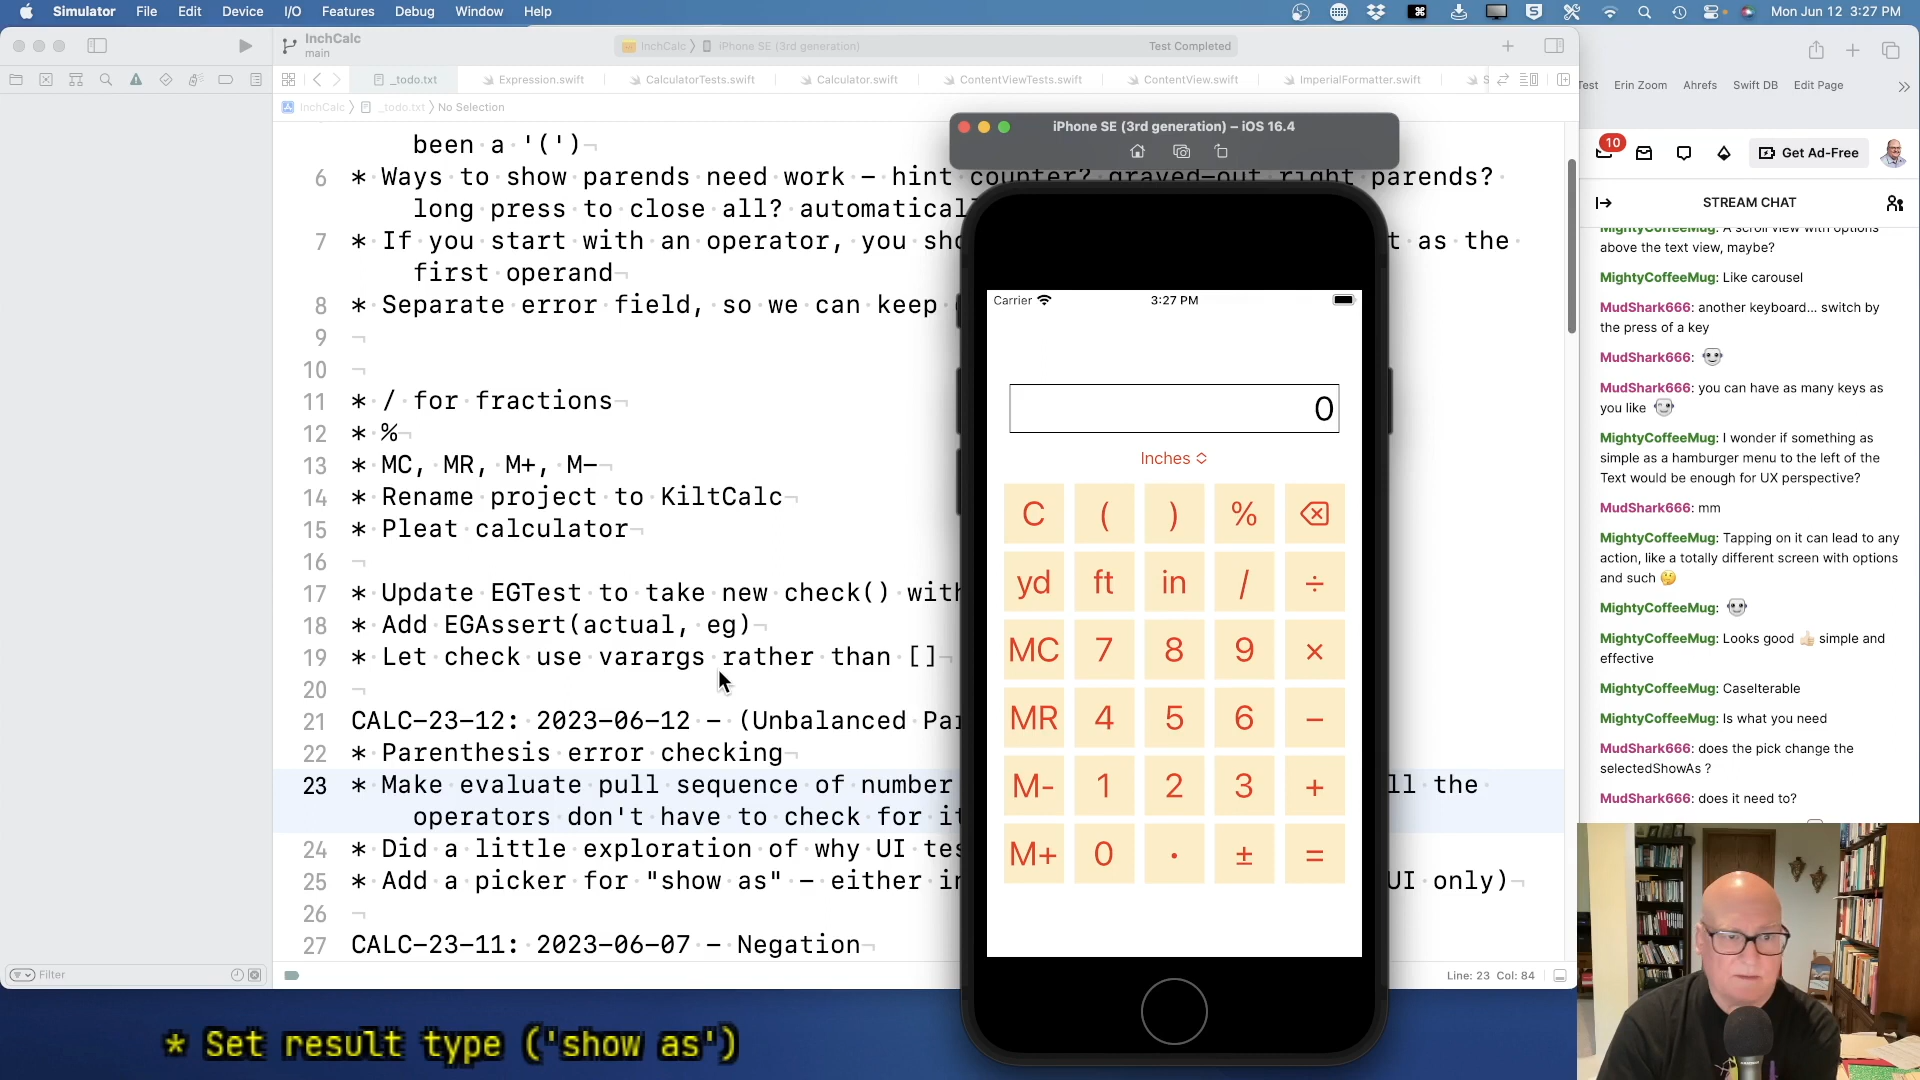 Simulator File Edit Device I/O Features Debug Window Help
Mon Jun 12 3:27 PM
InchCalc
main
InchCalc iPhone SE (3rd generation) Test Completed
_todo.txt Expression.swift CalculatorTests.swift Calculator.swift ContentViewTests.swift ContentView.swift ImperialFormatter.swift S
InchCalc _todo.txt No Selection
been a '(')
6 * Ways to show parends need work - hint counter? grayed-out right parends?
long press to close all?
7 * If you start with an operator, you
t as the
first operand
8 * Separate error field, so we can keep
9
10
11 * / for fractions
12 * %
13 * MC, MR, M+, M-
14 * Rename project to KiltCalc
15 * Pleat calculator
16
17 * Update EGTest to take new check()
18 * Add EGAssert(actual, eg)
19 * Let check use varargs rather than []
20
21 CALC-23-12: 2023-06-12 - (Unbalanced
22 * Parenthesis error checking
23 * Make evaluate pull sequence of number
ll the
operators don't have to check for
24 * Did a little exploration of why UI
25 * Add a picker for "show as" - either
UI only)
26
27 CALC-23-11: 2023-06-07 - Negation
Filter
Line: 23 Col: 84
* Set result type ('show as')
iPhone SE (3rd generation) – iOS 16.4
Carrier 3:27 PM
0
Inches
C ( ) %
yd ft in / ÷
MC 7 8 9 ×
MR 4 5 6 −
M- 1 2 3 +
M+ 0 . ± =
Test Erin Zoom Ahrefs Swift DB Edit Page
10
Get Ad-Free
STREAM CHAT
MightyCoffeeMug: A scroll view with options
above the text view, maybe?
MightyCoffeeMug: Like carousel
MudShark666: another keyboard... switch by
the press of a key
MudShark666:
MudShark666: you can have as many keys as
you like
MightyCoffeeMug: I wonder if something as
simple as a hamburger menu to the left of the
Text would be enough for UX perspective?
MudShark666: mm
MightyCoffeeMug: Tapping on it can lead to any
action, like a totally different screen with options
and such 🤔
MightyCoffeeMug:
MightyCoffeeMug: Looks good 👍🏻 simple and
effective
MightyCoffeeMug: CaseIterable
MightyCoffeeMug: Is what you need
MudShark666: does the pick change the
selectedShowAs ?
MudShark666: does it need to?